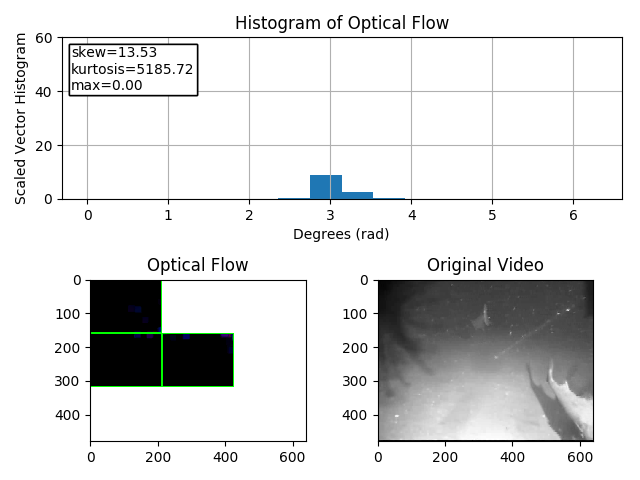 Histogram of Optical Flow
skew=13.53
kurtosis=5185.72
max=0.00
Scaled Vector Histogram
60
40
20
0
0 1 2 3 4 5 6
Degrees (rad)
Optical Flow
0
100
200
300
400
0 200 400 600
Original Video
0
100
200
300
400
0 200 400 600